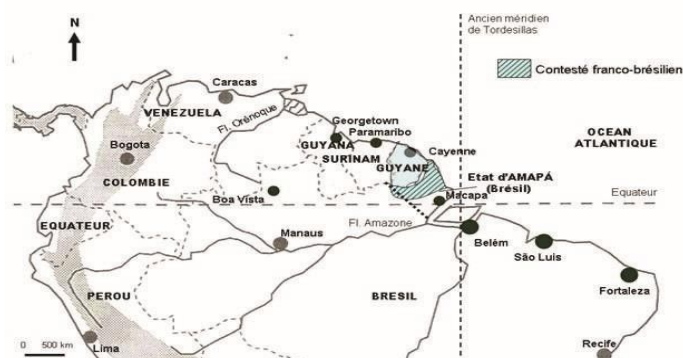 N
Ancien méridien
de Tordesillas
Contesté franco-brésilien
Caracas
VENEZUELA
Fl. Orénoque
Georgetown
Paramaribo
OCEAN
ATLANTIQUE
Bogota
GUYANA
SURINAM
Cayenne
GUYANE
COLOMBIE
Etat d'AMAPÁ
(Brésil)
Boa Vista
Macapa
Equateur
EQUATEUR
Fl. Amazone
Manaus
Belém
São Luis
PEROU
BRESIL
Fortaleza
0 500 km
Lima
Recife